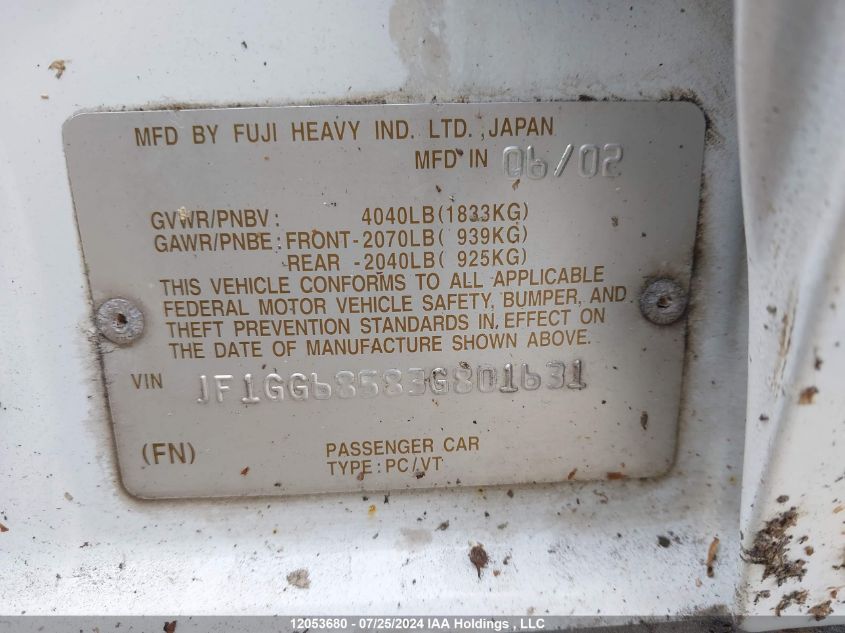 MFD BY FUJI HEAVY IND. LTD. JAPAN
MFD IN 06/02
GVWR/PNBV: 4040LB(1833KG)
GAWR/PNBE: FRONT-2070LB( 939KG)
REAR -2040LB( 925KG)
THIS VEHICLE CONFORMS TO ALL APPLICABLE
FEDERAL MOTOR VEHICLE SAFETY, BUMPER, AND
THEFT PREVENTION STANDARDS IN EFFECT ON
THE DATE OF MANUFACTURE SHOWN ABOVE.
VIN JF1GG68583G801631
(FN) PASSENGER CAR
TYPE: PC/VT
12053680 - 07/25/2024 IAA Holdings , LLC